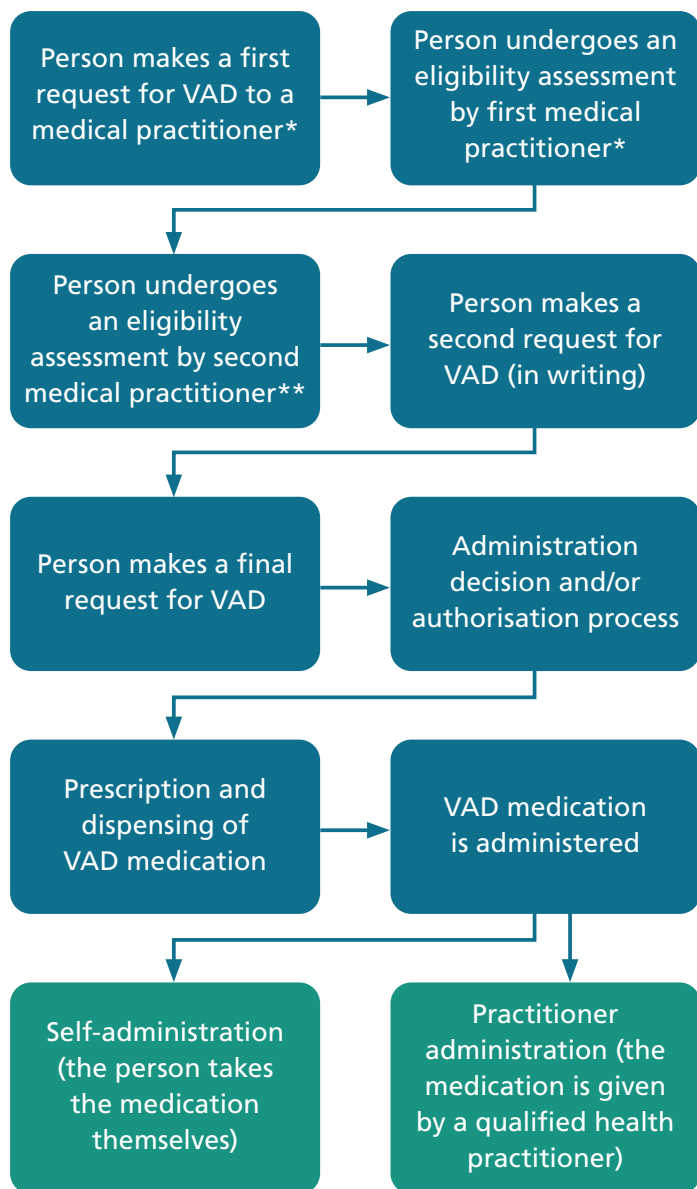 Person makes a first
request for VAD to a
medical practitioner*
Person undergoes an
eligibility assessment
by first medical
practitioner*
Person undergoes
an eligibility
assessment by second
medical practitioner**
Person makes a
second request for
VAD (in writing)
Person makes a final
request for VAD
Administration
decision and/or
authorisation process
Prescription and
dispensing of
VAD medication
VAD medication
is administered
Self-administration
(the person takes
the medication
themselves)
Practitioner
administration (the
medication is given
by a qualified health
practitioner)